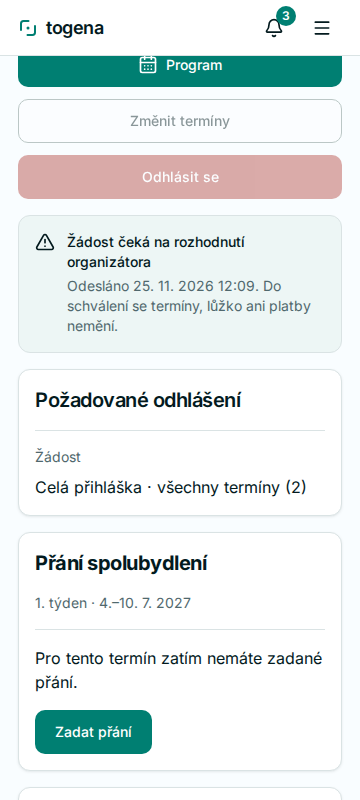 togena
3
Program
Změnit termíny
Odhlásit se
Žádost čeká na rozhodnutí
organizátora
Odesláno 25. 11. 2026 12:09. Do
schválení se termíny, lůžko ani platby
nemění.
Požadované odhlášení
Žádost
Celá přihláška · všechny termíny (2)
Přání spolubydlení
1. týden · 4.–10. 7. 2027
Pro tento termín zatím nemáte zadané
přání.
Zadat přání